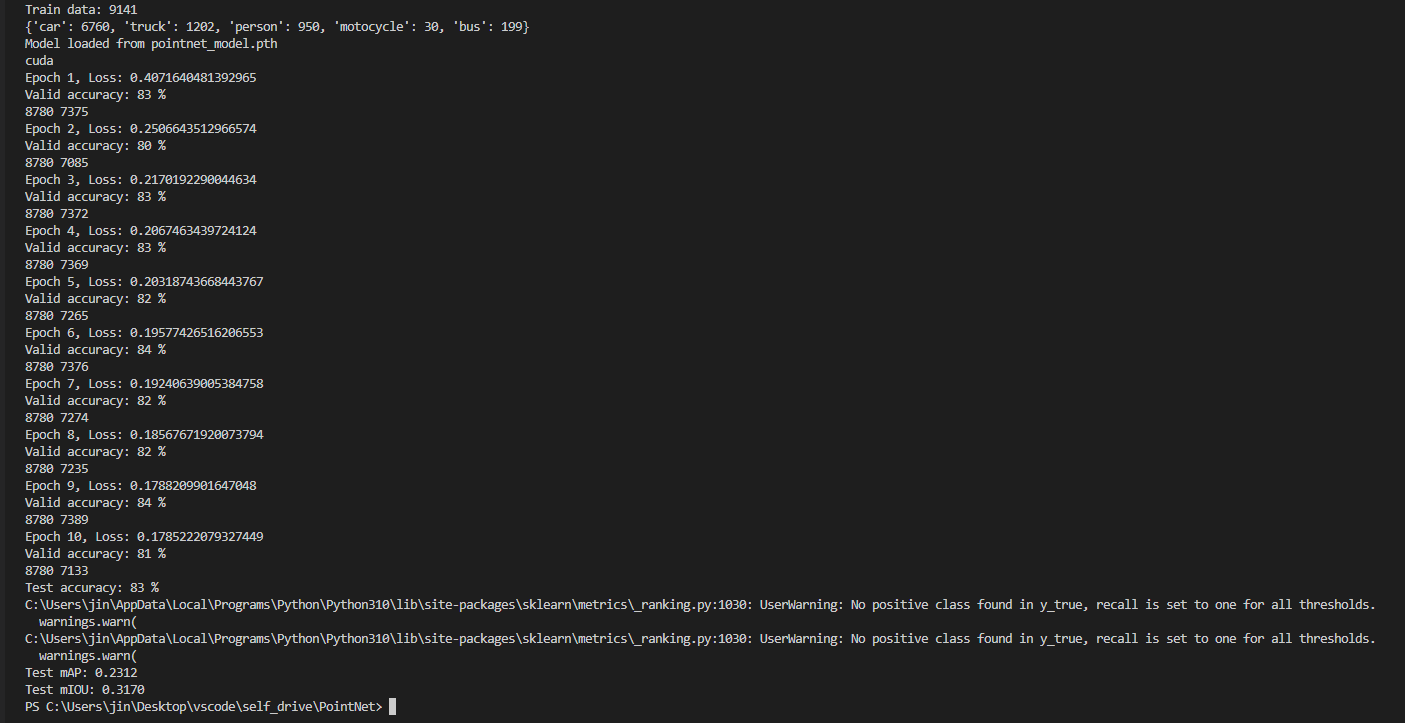 Train data: 9141
{'car': 6760, 'truck': 1202, 'person': 950, 'motocycle': 30, 'bus': 199}
Model loaded from pointnet_model.pth
cuda
Epoch 1, Loss: 0.4071640481392965
Valid accuracy: 83 %
8780 7375
Epoch 2, Loss: 0.2506643512966574
Valid accuracy: 80 %
8780 7085
Epoch 3, Loss: 0.2170192290044634
Valid accuracy: 83 %
8780 7372
Epoch 4, Loss: 0.2067463439724124
Valid accuracy: 83 %
8780 7369
Epoch 5, Loss: 0.20318743668443767
Valid accuracy: 82 %
8780 7265
Epoch 6, Loss: 0.19577426516206553
Valid accuracy: 84 %
8780 7376
Epoch 7, Loss: 0.19240639005384758
Valid accuracy: 82 %
8780 7274
Epoch 8, Loss: 0.18567671920073794
Valid accuracy: 82 %
8780 7235
Epoch 9, Loss: 0.1788209901647048
Valid accuracy: 84 %
8780 7389
Epoch 10, Loss: 0.1785222079327449
Valid accuracy: 81 %
8780 7133
Test accuracy: 83 %
C:\Users\jin\AppData\Local\Programs\Python\Python310\lib\site-packages\sklearn\metrics\_ranking.py:1030: UserWarning: No positive class found in y_true, recall is set to one for all thresholds.
  warnings.warn(
C:\Users\jin\AppData\Local\Programs\Python\Python310\lib\site-packages\sklearn\metrics\_ranking.py:1030: UserWarning: No positive class found in y_true, recall is set to one for all thresholds.
  warnings.warn(
Test mAP: 0.2312
Test mIOU: 0.3170
PS C:\Users\jin\Desktop\vscode\self_drive\PointNet>